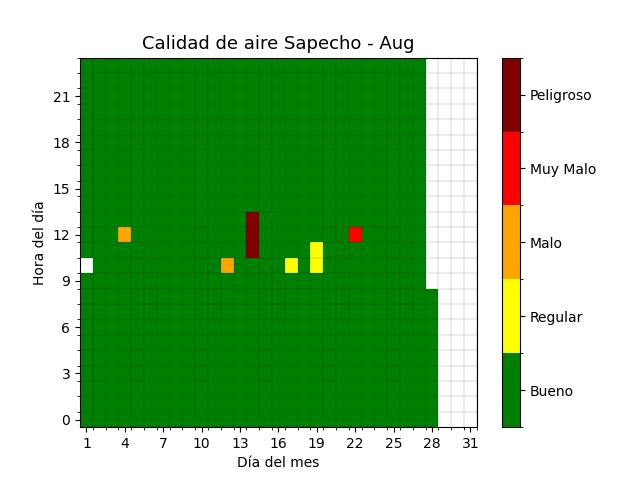 Calidad de aire Sapecho - Aug
Hora del día
21
18
15
12
9
6
3
0
1 4 7 10 13 16 19 22 25 28 31
Día del mes
Peligroso
Muy Malo
Malo
Regular
Bueno